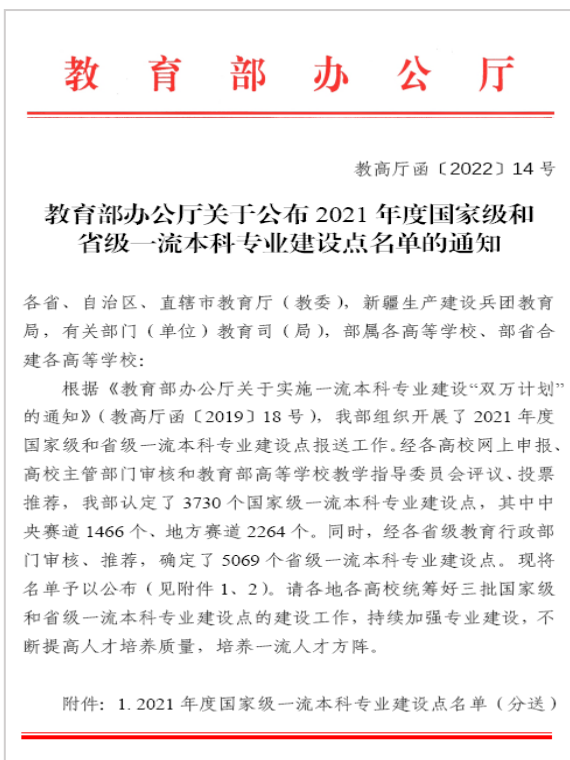 教育部办公厅
教高厅函〔2022〕14号
教育部办公厅关于公布2021年度国家级和
省级一流本科专业建设点名单的通知
各省、自治区、直辖市教育厅（教委），新疆生产建设兵团教育
局，有关部门（单位）教育司（局），部属各高等学校、部省合
建各高等学校：
根据《教育部办公厅关于实施一流本科专业建设“双万计划”
的通知》（教高厅函〔2019〕18号），我部组织开展了2021年度
国家级和省级一流本科专业建设点报送工作。经各高校网上申报、
高校主管部门审核和教育部高等学校教学指导委员会评议、投票
推荐，我部认定了3730个国家级一流本科专业建设点，其中中
央赛道1466个、地方赛道2264个。同时，经各省级教育行政部
门审核、推荐，确定了5069个省级一流本科专业建设点。现将
名单予以公布（见附件1、2）。请各地各高校统筹好三批国家级
和省级一流本科专业建设点的建设工作，持续加强专业建设，不
断提高人才培养质量，培养一流人才方阵。
附件：1. 2021年度国家级一流本科专业建设点名单（分送）